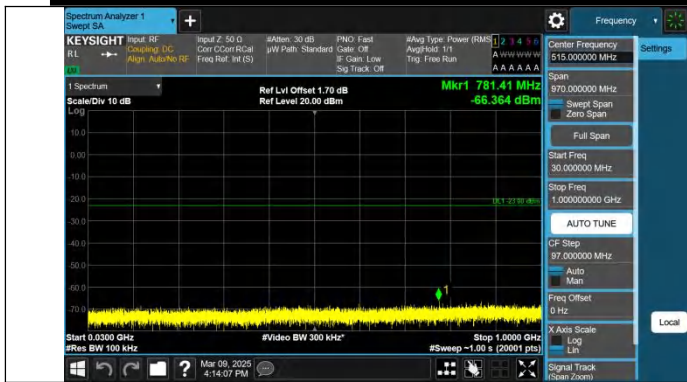 Spectrum Analyzer 1
Swept SA
+
Frequency
KEYSIGHT
RL
Input: RF
Coupling: DC
Align: Auto/No RF
Input Z: 50 Ω
Corr CCorr RCal
Freq Ref: Int (S)
#Atten: 30 dB
µW Path: Standard
PNO: Fast
Gate: Off
IF Gain: Low
Sig Track: Off
#Avg Type: Power (RMS
Avg|Hold: 1/1
Trig: Free Run
1 2 3 4 5 6
A W W W W W
A A A A A A
1 Spectrum
Scale/Div 10 dB
Log
Ref Lvl Offset 1.70 dB
Ref Level 20.00 dBm
Mkr1 781.41 MHz
-66.364 dBm
10.0
0.00
-10.0
-20.0
DL1 -23.00 dBm
-30.0
-40.0
-50.0
-60.0
1
-70.0
Start 0.0300 GHz
#Res BW 100 kHz
#Video BW 300 kHz*
Stop 1.0000 GHz
#Sweep ~1.00 s (20001 pts)
Center Frequency
515.000000 MHz
Settings
Span
970.000000 MHz
Swept Span
Zero Span
Full Span
Start Freq
30.000000 MHz
Stop Freq
1.000000000 GHz
AUTO TUNE
CF Step
97.000000 MHz
Auto
Man
Freq Offset
0 Hz
X Axis Scale
Log
Lin
Local
Signal Track
(Span Zoom)
?
Mar 09, 2025
4:14:07 PM